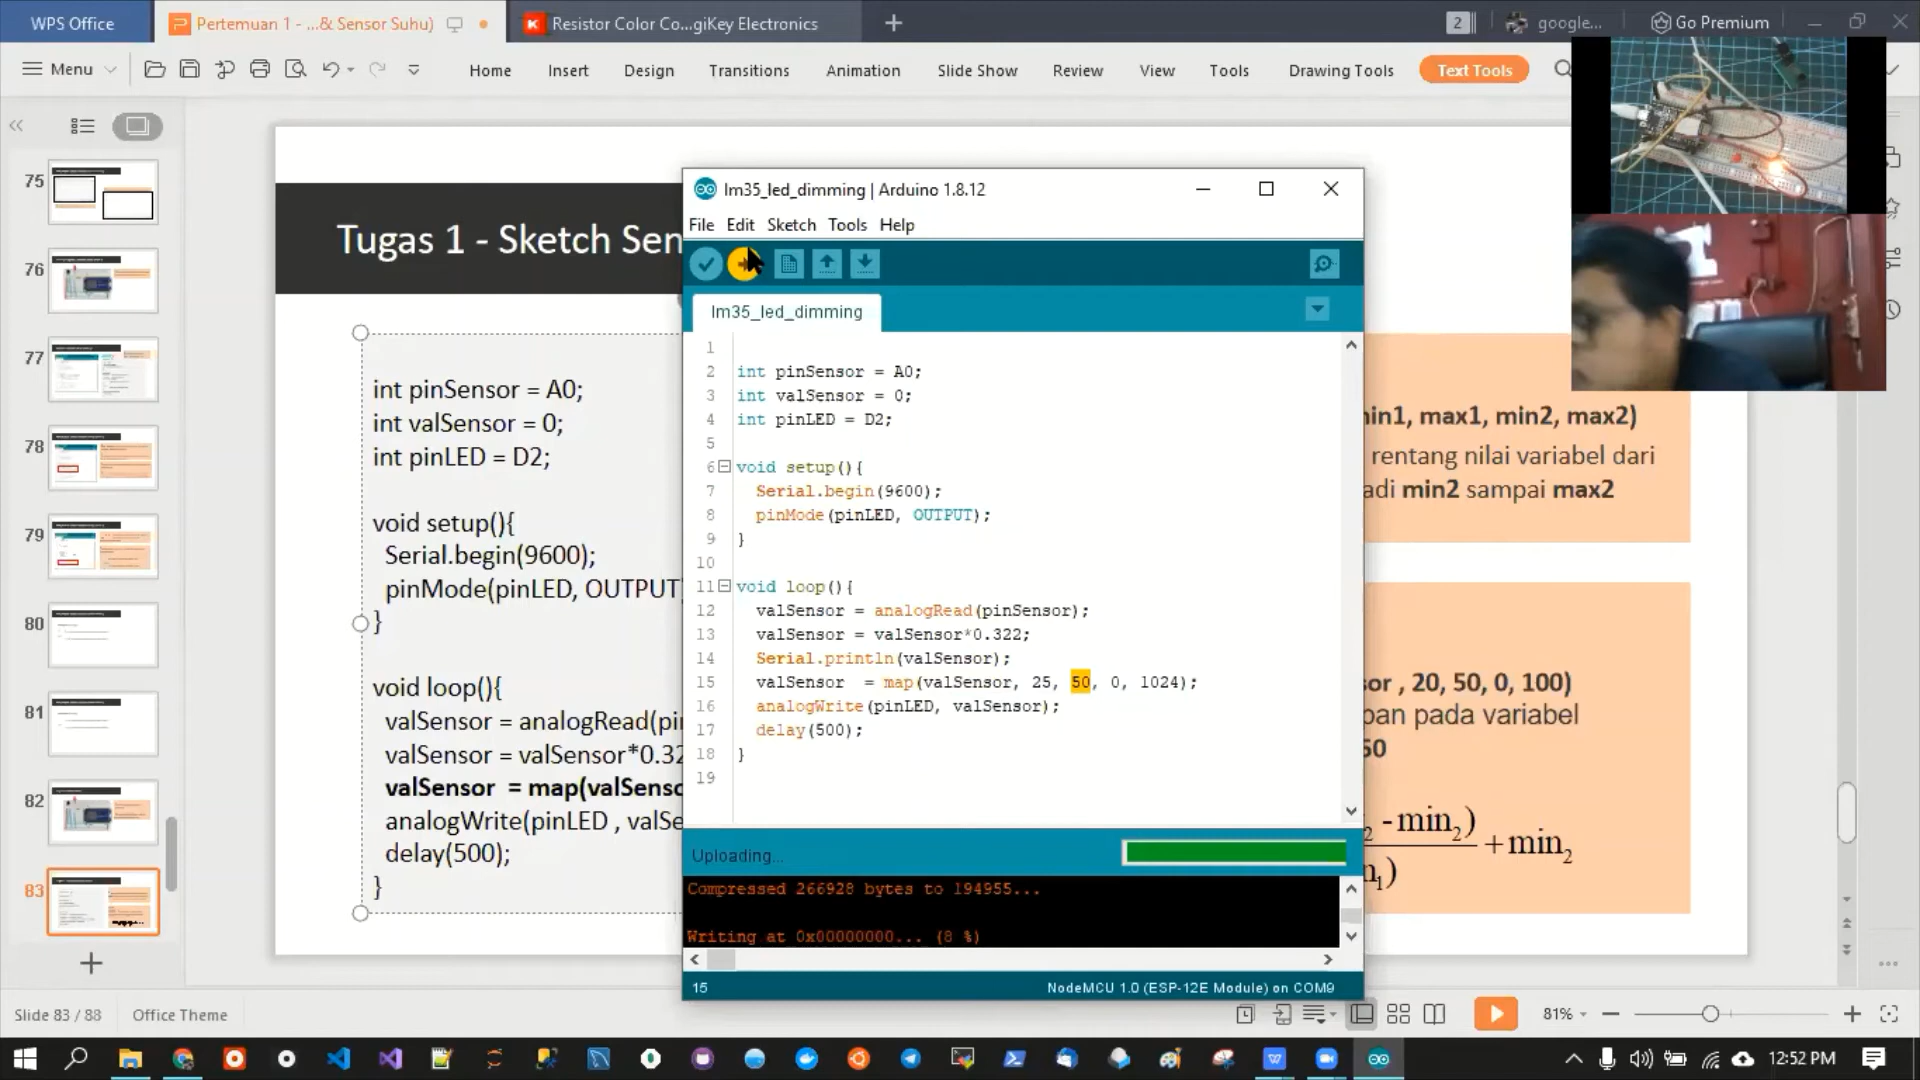 WPS Office
Pertemuan 1 - ...& Sensor Suhu)
Resistor Color Co...giKey Electronics
2
google...
Go Premium
Menu
Home
Insert
Design
Transitions
Animation
Slide Show
Review
View
Tools
Drawing Tools
Text Tools
75
76
77
78
79
80
81
82
83
Tugas 1 - Sketch Sen
int pinSensor = A0;
int valSensor = 0;
int pinLED = D2;
void setup(){
Serial.begin(9600);
pinMode(pinLED, OUTPUT)
}
void loop(){
valSensor = analogRead(pin
valSensor = valSensor*0.32
valSensor = map(valSenso
analogWrite(pinLED , valSe
delay(500);
}
lm35_led_dimming | Arduino 1.8.12
File Edit Sketch Tools Help
lm35_led_dimming
1
2 int pinSensor = A0;
3 int valSensor = 0;
4 int pinLED = D2;
5
6 void setup(){
7 Serial.begin(9600);
8 pinMode(pinLED, OUTPUT);
9 }
10
11 void loop(){
12 valSensor = analogRead(pinSensor);
13 valSensor = valSensor*0.322;
14 Serial.println(valSensor);
15 valSensor = map(valSensor, 25, 50, 0, 1024);
16 analogWrite(pinLED, valSensor);
17 delay(500);
18 }
19
Uploading...
Compressed 266928 bytes to 194955...
Writing at 0x00000000... (8 %)
15
NodeMCU 1.0 (ESP-12E Module) on COM9
min1, max1, min2, max2)
rentang nilai variabel dari
adi min2 sampai max2
sor , 20, 50, 0, 100)
pan pada variabel
50
2 - min2)
+ min2
n1)
Slide 83 / 88
Office Theme
81%
12:52 PM